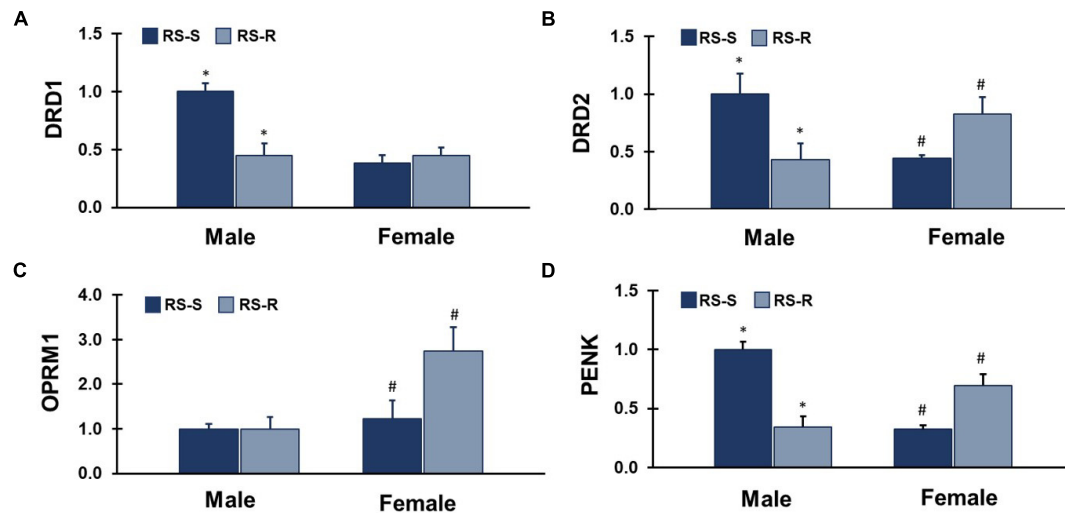 A
1.5
1.0
0.5
0.0
DRD1
RS-S RS-R
*
*
Male Female
B
1.5
1.0
0.5
0.0
DRD2
RS-S RS-R
*
*
#
#
Male Female
C
4.0
3.0
2.0
1.0
0.0
OPRM1
RS-S RS-R
#
#
Male Female
D
1.5
1.0
0.5
0.0
PENK
RS-S RS-R
*
*
#
#
Male Female